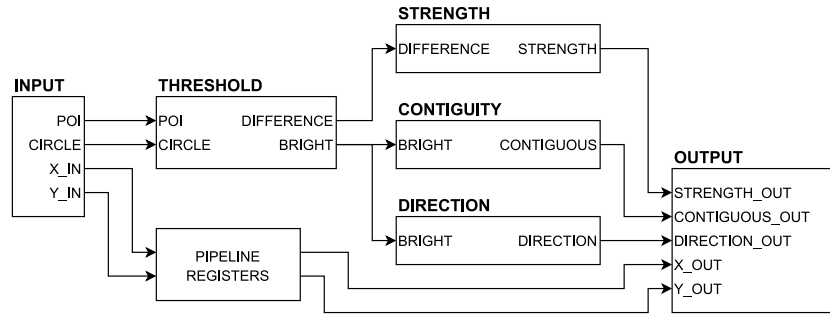 STRENGTH
DIFFERENCE STRENGTH
INPUT
POI
CIRCLE
X_IN
Y_IN
THRESHOLD
POI DIFFERENCE
CIRCLE BRIGHT
CONTIGUITY
BRIGHT CONTIGUOUS
DIRECTION
BRIGHT DIRECTION
PIPELINE
REGISTERS
OUTPUT
STRENGTH_OUT
CONTIGUOUS_OUT
DIRECTION_OUT
X_OUT
Y_OUT